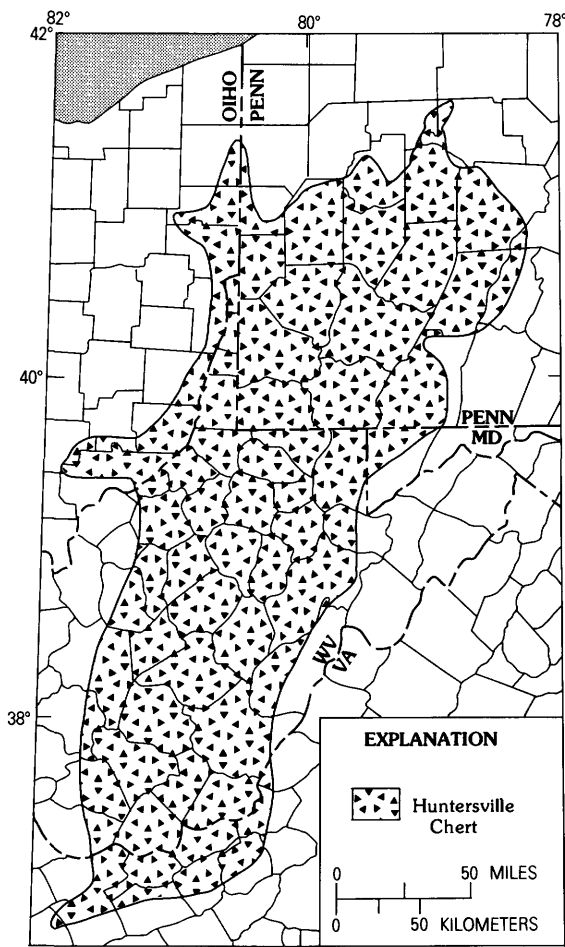 82° 80° 78°
42°
OIHO
PENN
40°
PENN
MD
WV
VA
38°
EXPLANATION
Huntersville
Chert
0 50 MILES
0 50 KILOMETERS